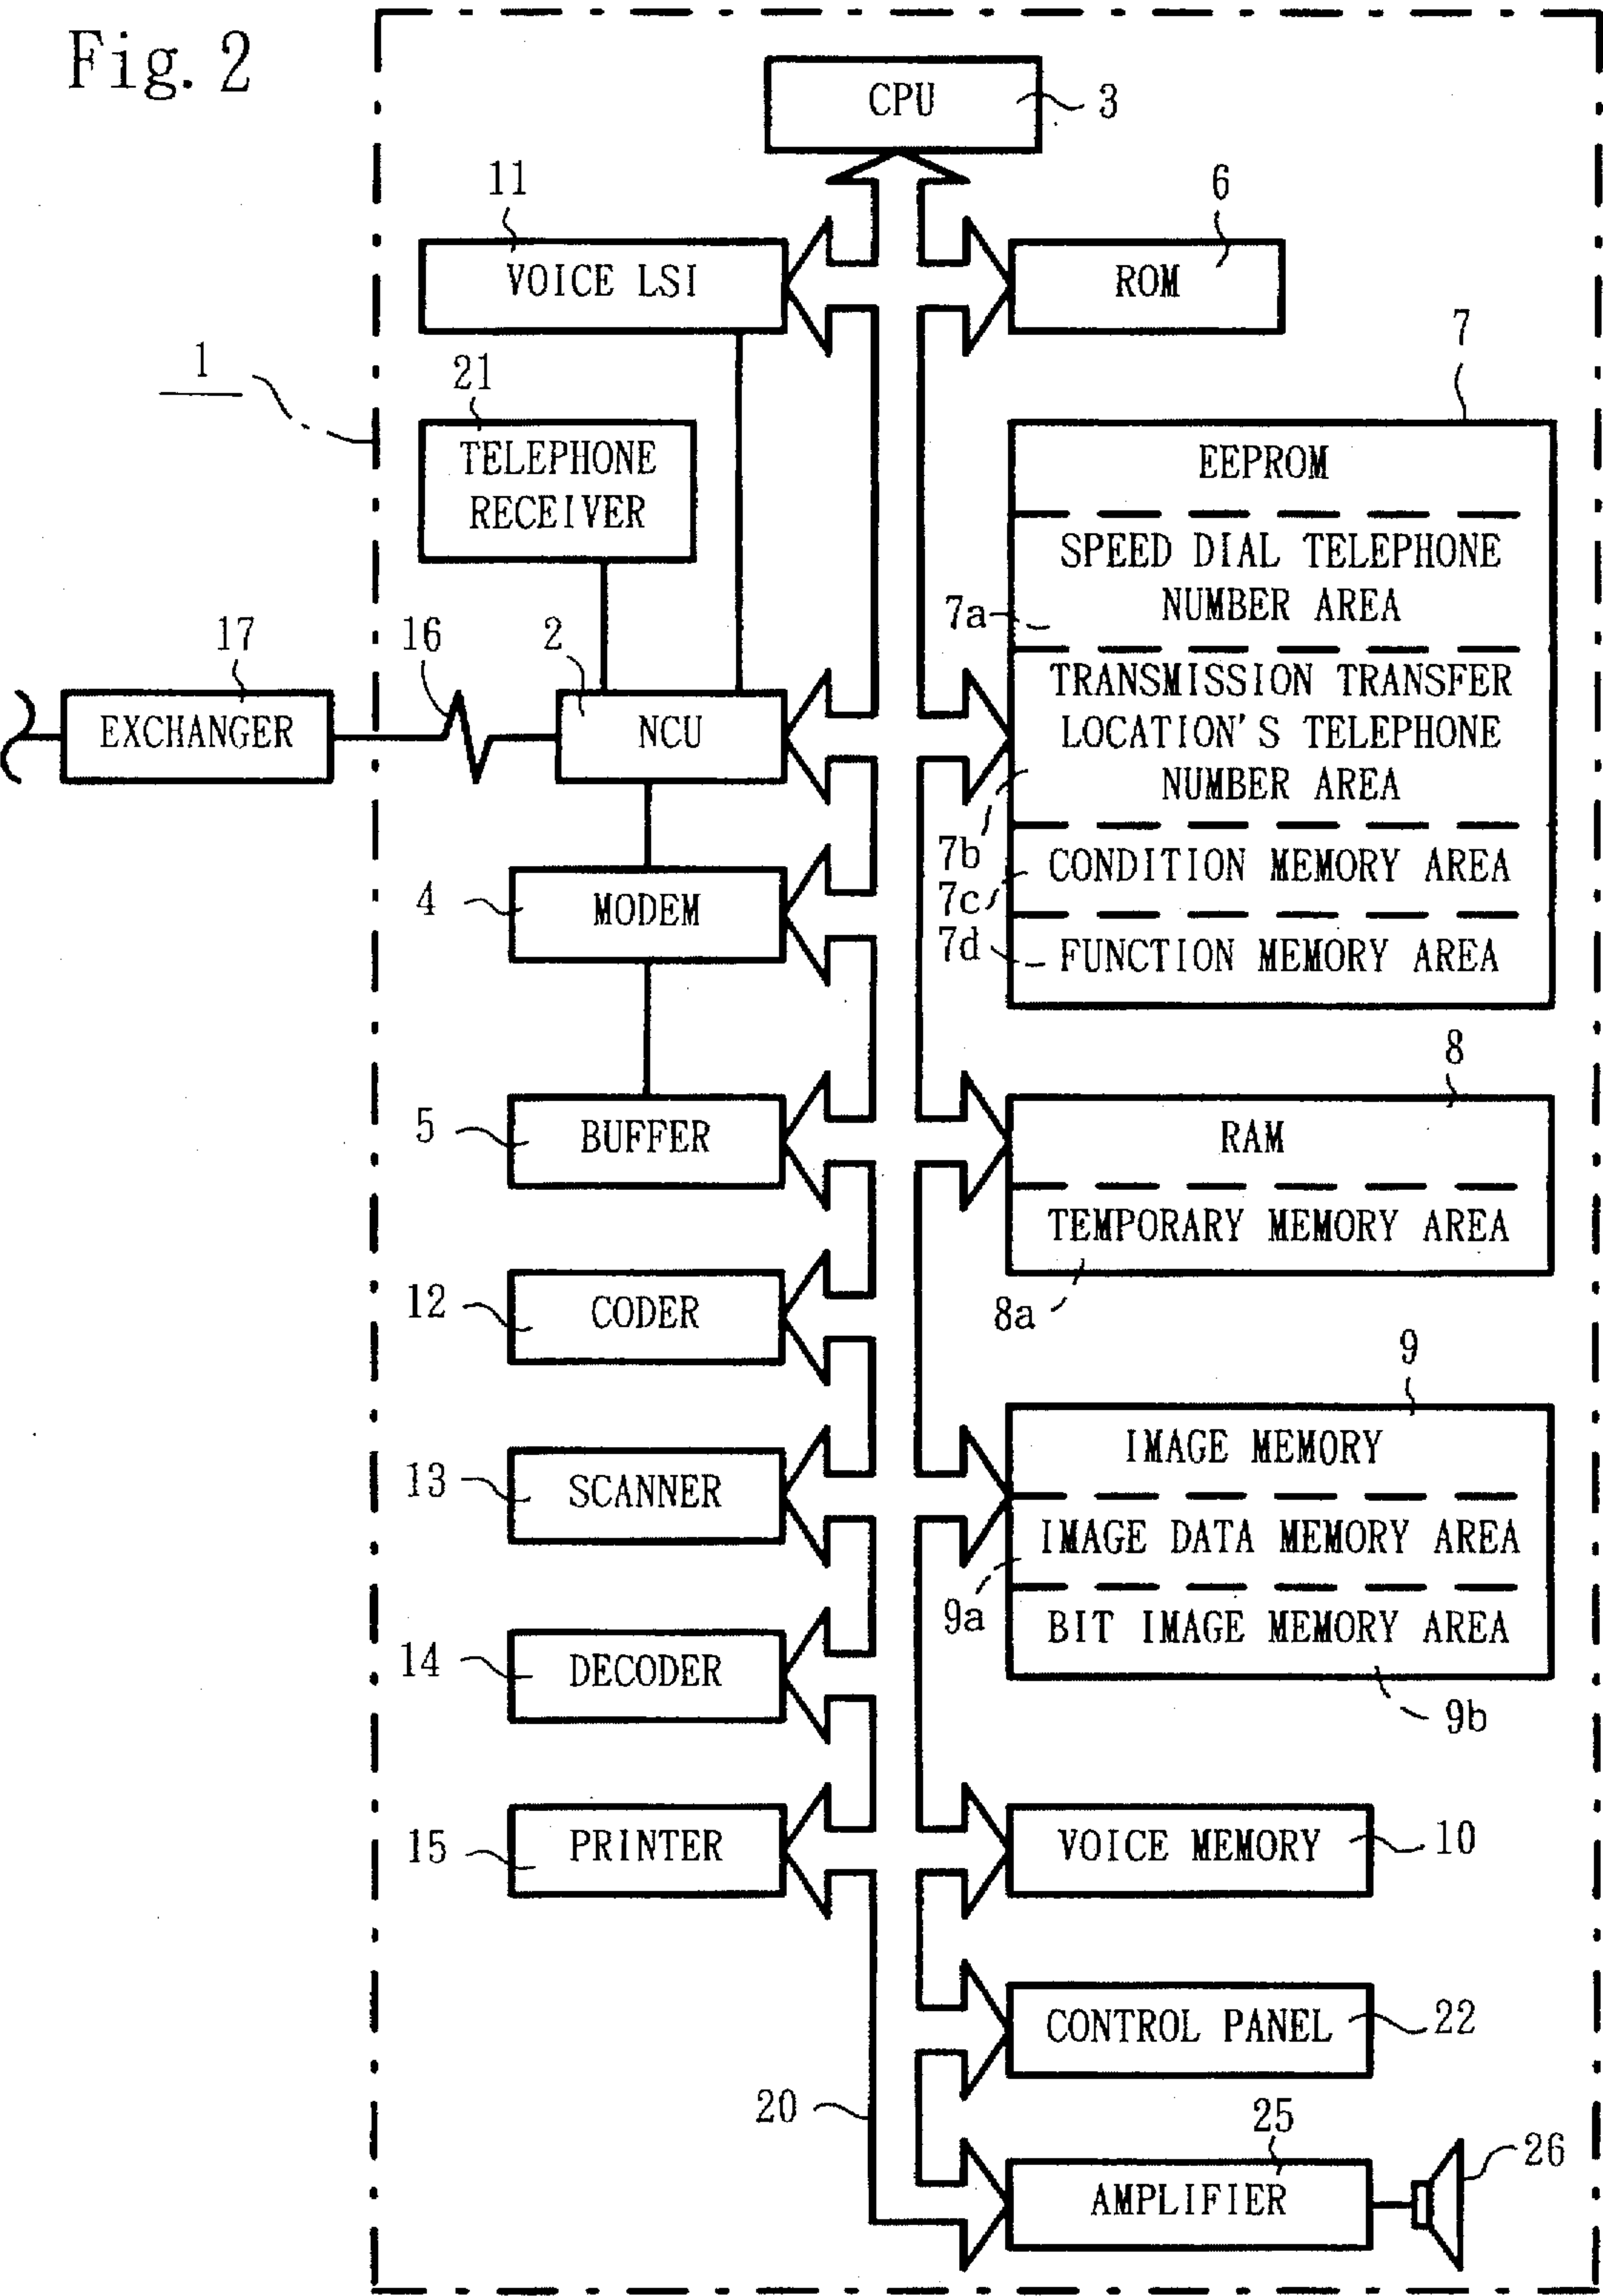 Fig. 2
CPU
3
11
6
VOICE LSI
ROM
1
21
7
TELEPHONE
RECEIVER
EEPROM
SPEED DIAL TELEPHONE
NUMBER AREA
7a
17
16
2
EXCHANGER
NCU
TRANSMISSION TRANSFER
LOCATION'S TELEPHONE
NUMBER AREA
7b
4
MODEM
CONDITION MEMORY AREA
7c
7d
FUNCTION MEMORY AREA
8
5
BUFFER
RAM
TEMPORARY MEMORY AREA
8a
12
CODER
9
13
SCANNER
IMAGE MEMORY
IMAGE DATA MEMORY AREA
9a
BIT IMAGE MEMORY AREA
9b
14
DECODER
15
PRINTER
VOICE MEMORY
10
CONTROL PANEL
22
20
25
AMPLIFIER
26